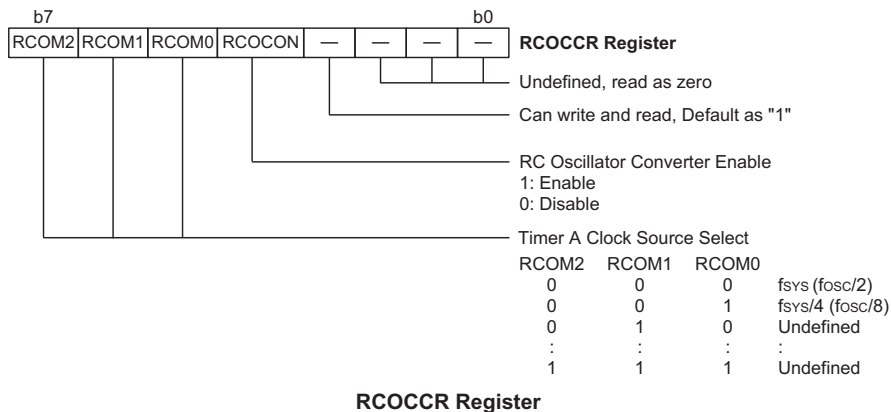 b7 b0
RCOM2 RCOM1 RCOM0 RCOCON — — — — RCOCCR Register
Undefined, read as zero
Can write and read, Default as "1"
RC Oscillator Converter Enable
1: Enable
0: Disable
Timer A Clock Source Select
RCOM2 RCOM1 RCOM0
0 0 0 fSYS (fOSC/2)
0 0 1 fSYS/4 (fOSC/8)
0 1 0 Undefined
: : : :
1 1 1 Undefined
RCOCCR Register